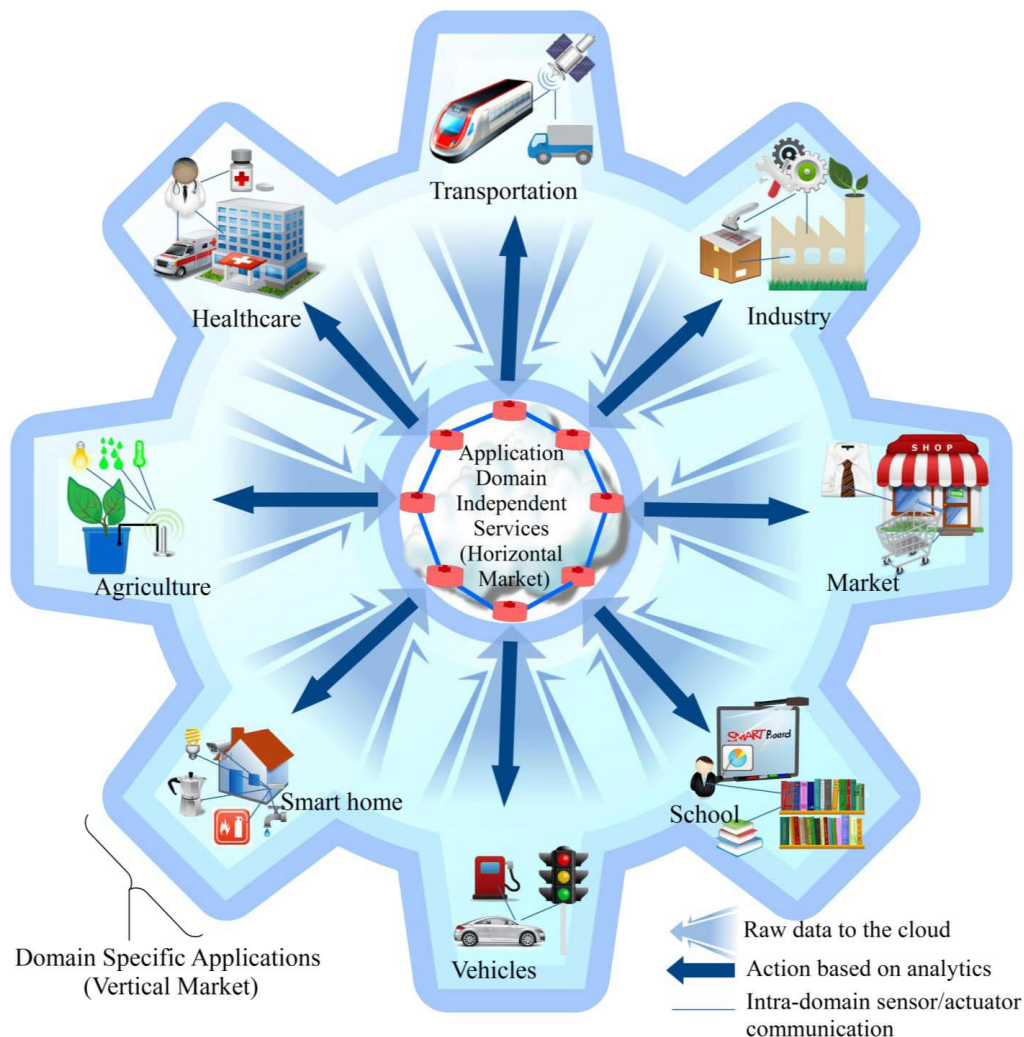 Transportation
Healthcare
Industry
SHOP
Application
Domain
Independent
Services
(Horizontal
Market)
Agriculture
Market
SMART Board
Smart home
School
Vehicles
Domain Specific Applications
(Vertical Market)
Raw data to the cloud
Action based on analytics
Intra-domain sensor/actuator
communication